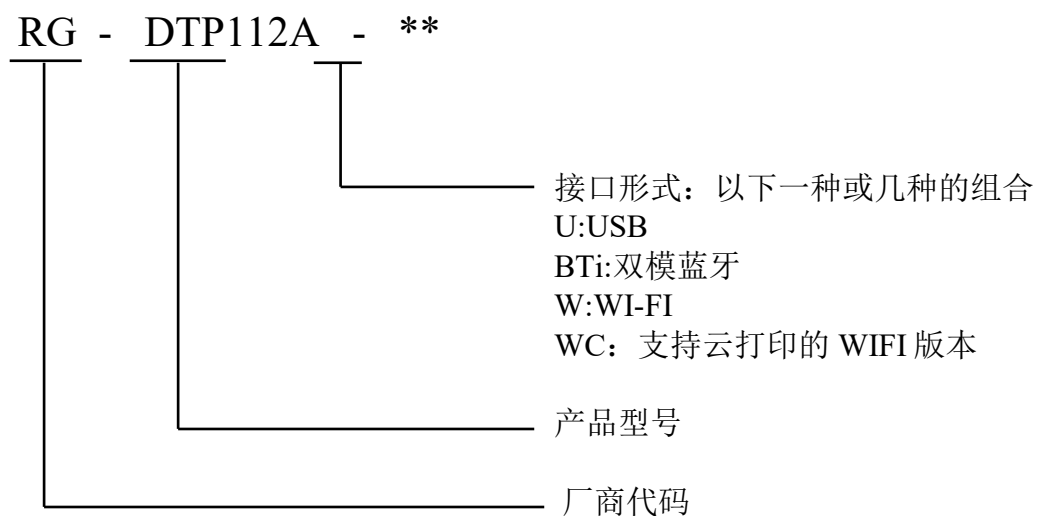 RG - DTP112A - **
接口形式：以下一种或几种的组合
U:USB
BTi:双模蓝牙
W:WI-FI
WC：支持云打印的 WIFI 版本
产品型号
厂商代码